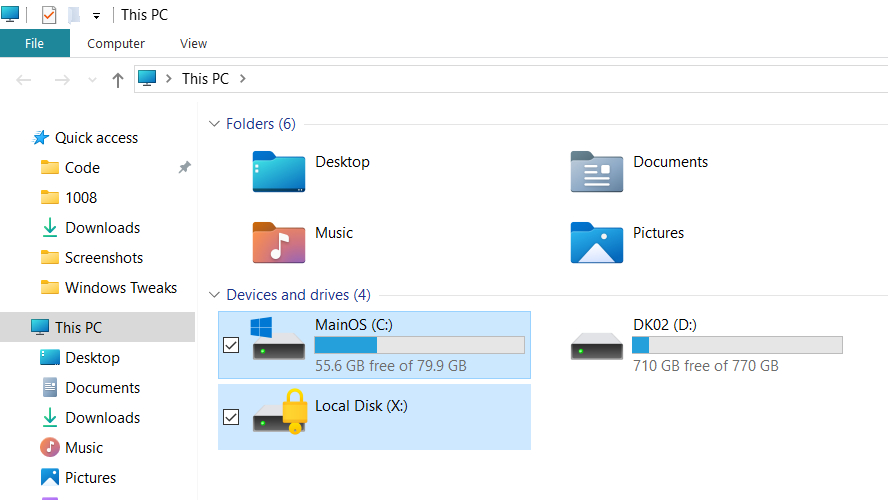 This PC
File Computer View
This PC
Quick access
Code
1008
Downloads
Screenshots
Windows Tweaks
This PC
Desktop
Documents
Downloads
Music
Pictures
Folders (6)
Desktop
Documents
Music
Pictures
Devices and drives (4)
MainOS (C:)
55.6 GB free of 79.9 GB
DK02 (D:)
710 GB free of 770 GB
Local Disk (X:)